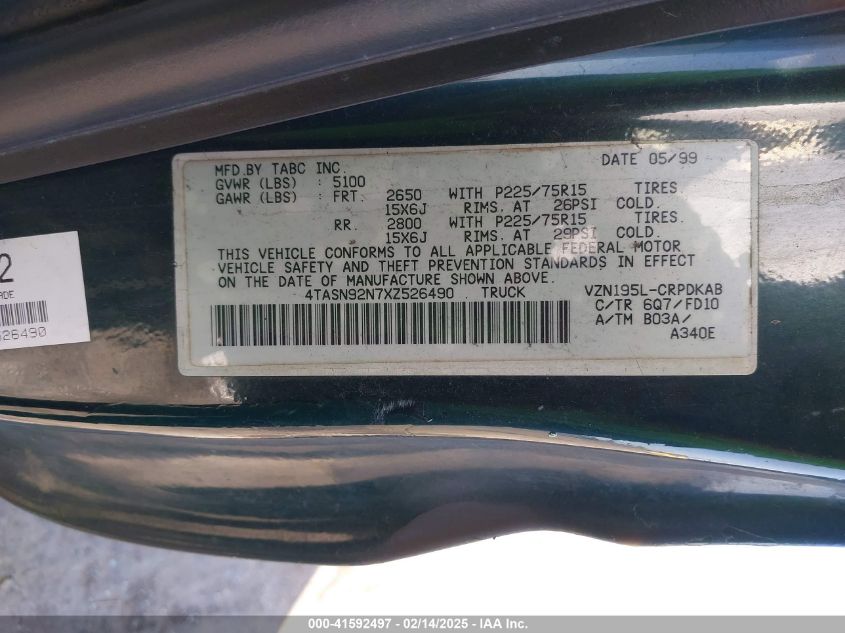 MFD.BY TABC INC. DATE 05/99
GVWR (LBS) : 5100
GAWR (LBS) : FRT. 2650 WITH P225/75R15 TIRES.
15X6J RIMS. AT 26PSI COLD.
RR. 2800 WITH P225/75R15 TIRES.
15X6J RIMS. AT 29PSI COLD.
THIS VEHICLE CONFORMS TO ALL APPLICABLE FEDERAL MOTOR
VEHICLE SAFETY AND THEFT PREVENTION STANDARDS IN EFFECT
ON THE DATE OF MANUFACTURE SHOWN ABOVE.
4TASN92N7XZ526490 TRUCK VZN195L-CRPDKAB
C/TR 6Q7/FD10
A/TM B03A/
A340E
2
ADE
526490
000-41592497 - 02/14/2025 - IAA Inc.